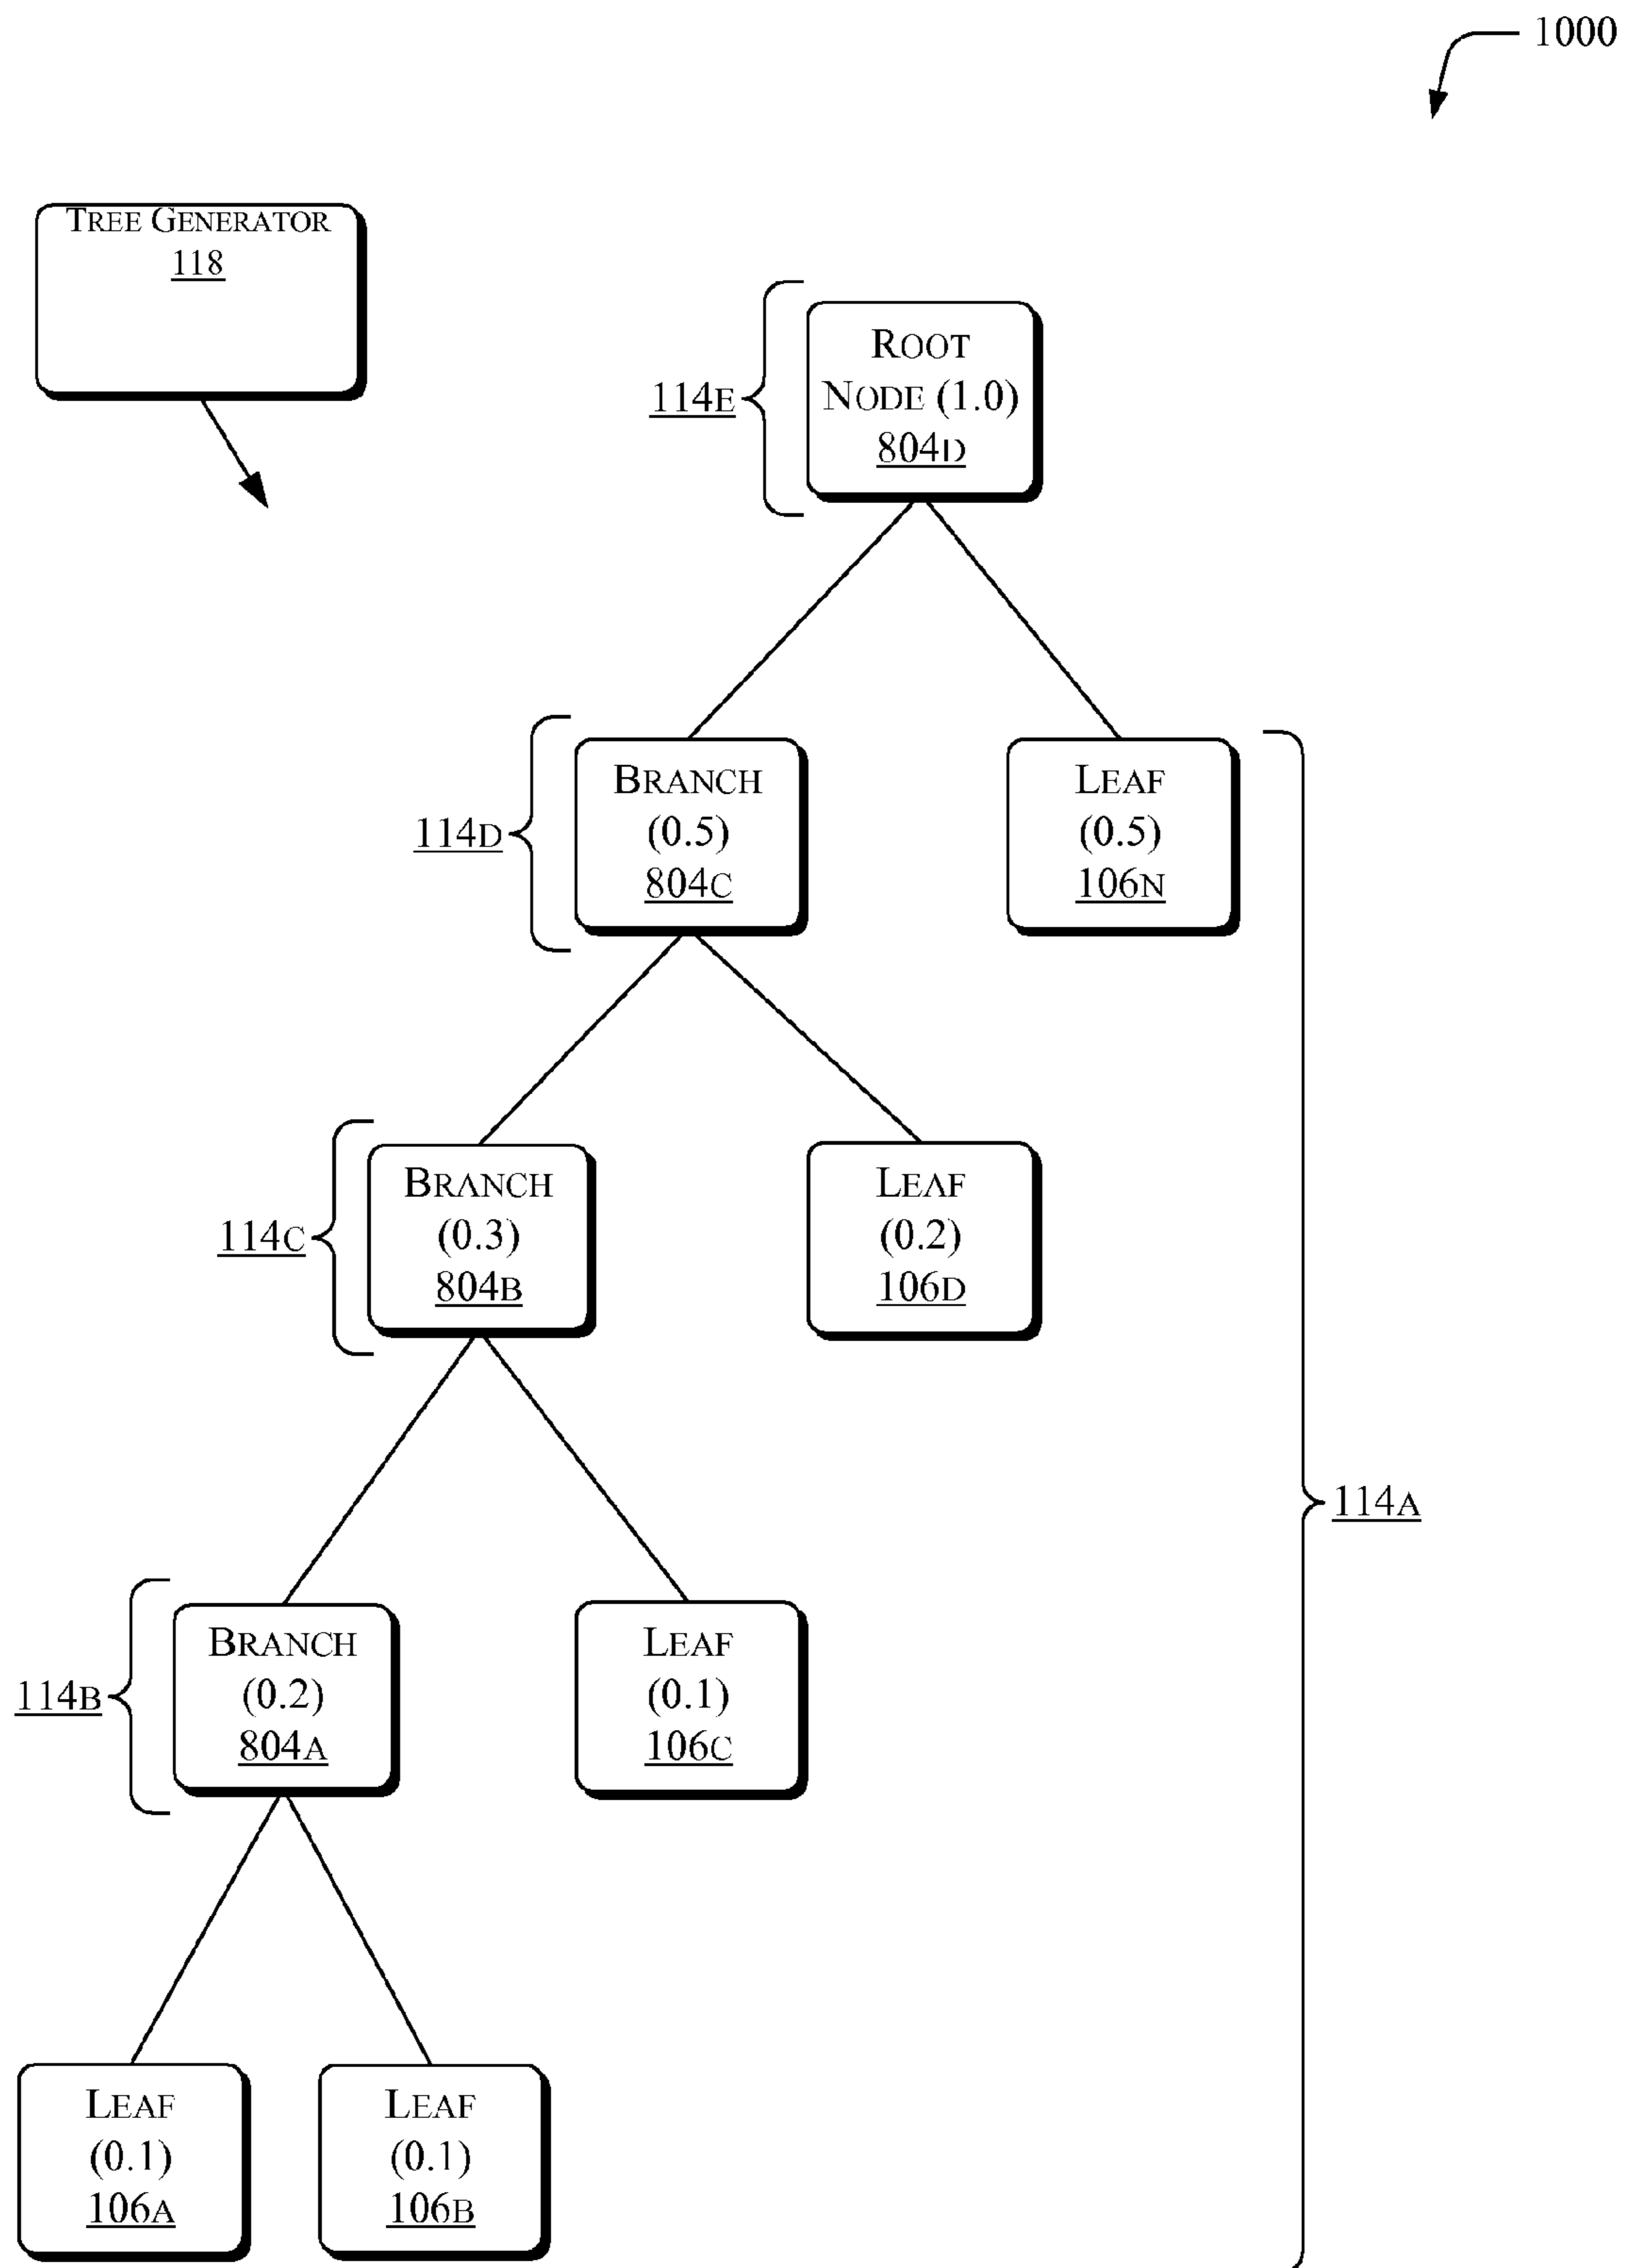 1000
TREE GENERATOR
118
ROOT
NODE (1.0)
804D
114E
BRANCH
(0.5)
804C
114D
LEAF
(0.5)
106N
BRANCH
(0.3)
804B
114C
LEAF
(0.2)
106D
114A
BRANCH
(0.2)
804A
114B
LEAF
(0.1)
106C
LEAF
(0.1)
106A
LEAF
(0.1)
106B